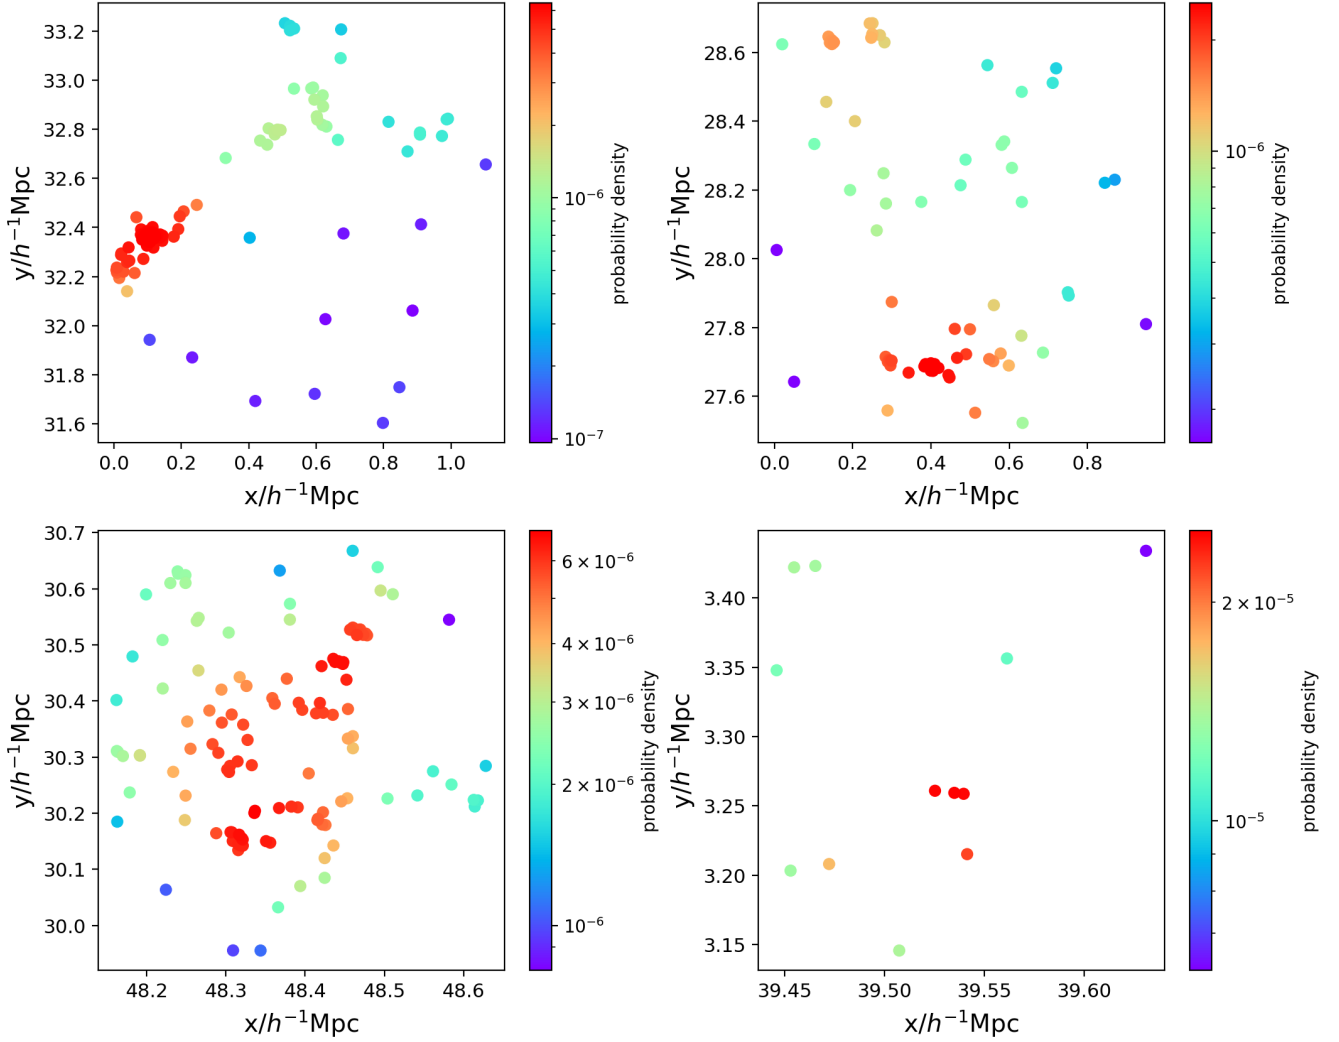 33.2
33.0
32.8
32.6
32.4
32.2
32.0
31.8
31.6
y/h⁻¹Mpc
0.0 0.2 0.4 0.6 0.8 1.0
x/h⁻¹Mpc
10⁻⁶
10⁻⁷
probability density
28.6
28.4
28.2
28.0
27.8
27.6
y/h⁻¹Mpc
0.0 0.2 0.4 0.6 0.8
x/h⁻¹Mpc
10⁻⁶
probability density
30.7
30.6
30.5
30.4
30.3
30.2
30.1
30.0
y/h⁻¹Mpc
48.2 48.3 48.4 48.5 48.6
x/h⁻¹Mpc
6 × 10⁻⁶
4 × 10⁻⁶
3 × 10⁻⁶
2 × 10⁻⁶
10⁻⁶
probability density
3.40
3.35
3.30
3.25
3.20
3.15
y/h⁻¹Mpc
39.45 39.50 39.55 39.60
x/h⁻¹Mpc
2 × 10⁻⁵
10⁻⁵
probability density